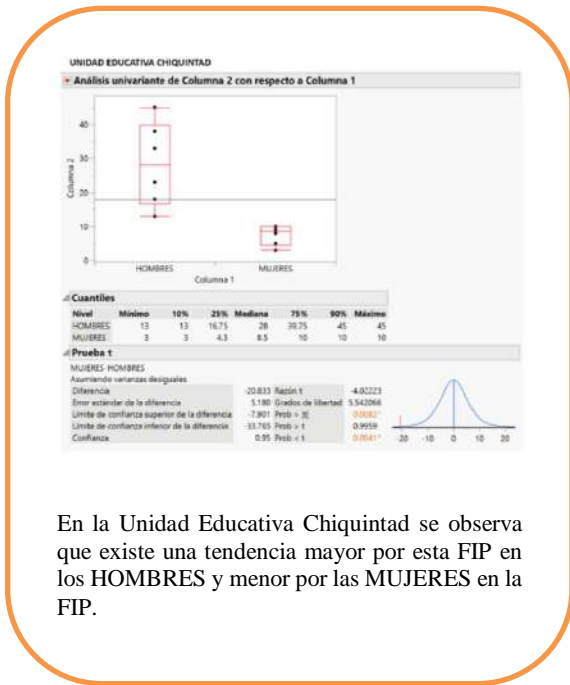 UNIDAD EDUCATIVA CHIQUINTAD
Análisis univariante de Columna 2 con respecto a Columna 1
40
30
20
10
0
Columna 2
HOMBRES MUJERES
Columna 1
Cuantiles
Nivel Mínimo 10% 25% Mediana 75% 90% Máximo
HOMBRES 13 13 16.75 28 39.75 45 45
MUJERES 3 3 4.5 8.5 10 10 10
Prueba t
MUJERES-HOMBRES
Asumiendo varianzas desiguales
Diferencia -20.833 Razón t -4.02223
Error estándar de la diferencia 5.180 Grados de libertad 5.542066
Límite de confianza superior de la diferencia -7.901 Prob > |t| 0.0082*
Límite de confianza inferior de la diferencia -33.765 Prob > t 0.9959
Confianza 0.95 Prob < t 0.0041*
-20 -10 0 10 20
En la Unidad Educativa Chiquintad se observa
que existe una tendencia mayor por esta FIP en
los HOMBRES y menor por las MUJERES en la
FIP.